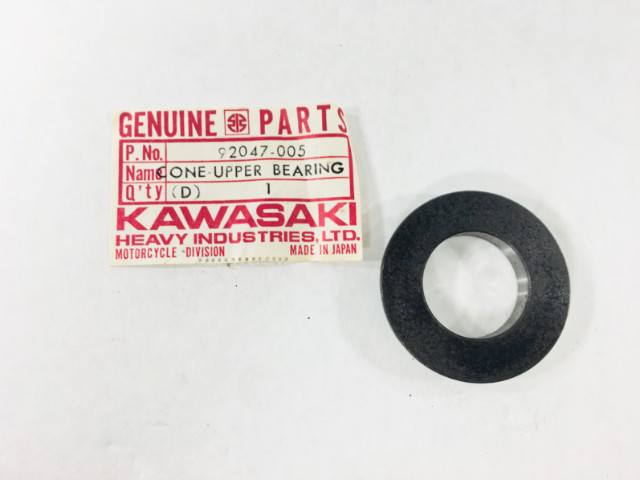 GENUINE PARTS
P. No. 92047-005
Name CONE-UPPER BEARING
Q'ty (D) 1
KAWASAKI
HEAVY INDUSTRIES, LTD.
MOTORCYCLE DIVISION MADE IN JAPAN